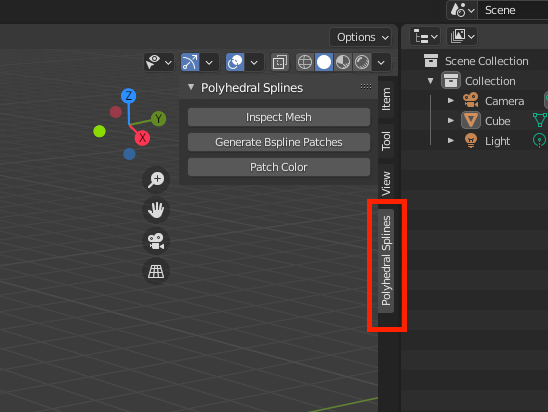 Scene
Options
Scene Collection
Polyhedral Splines
Collection
Item
Z
Camera
Inspect Mesh
Y
Cube
Tool
X
Generate Bspline Patches
Light
Patch Color
View
Polyhedral Splines